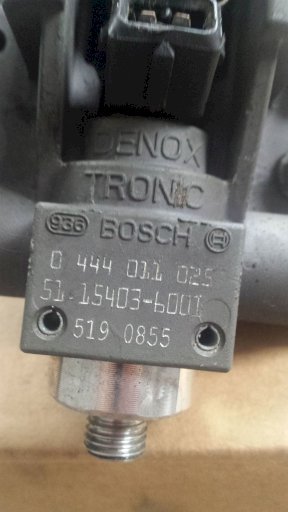 DENOX
TRONIC
936 BOSCH
0 444 011 025
51.15403-6001
519 0855